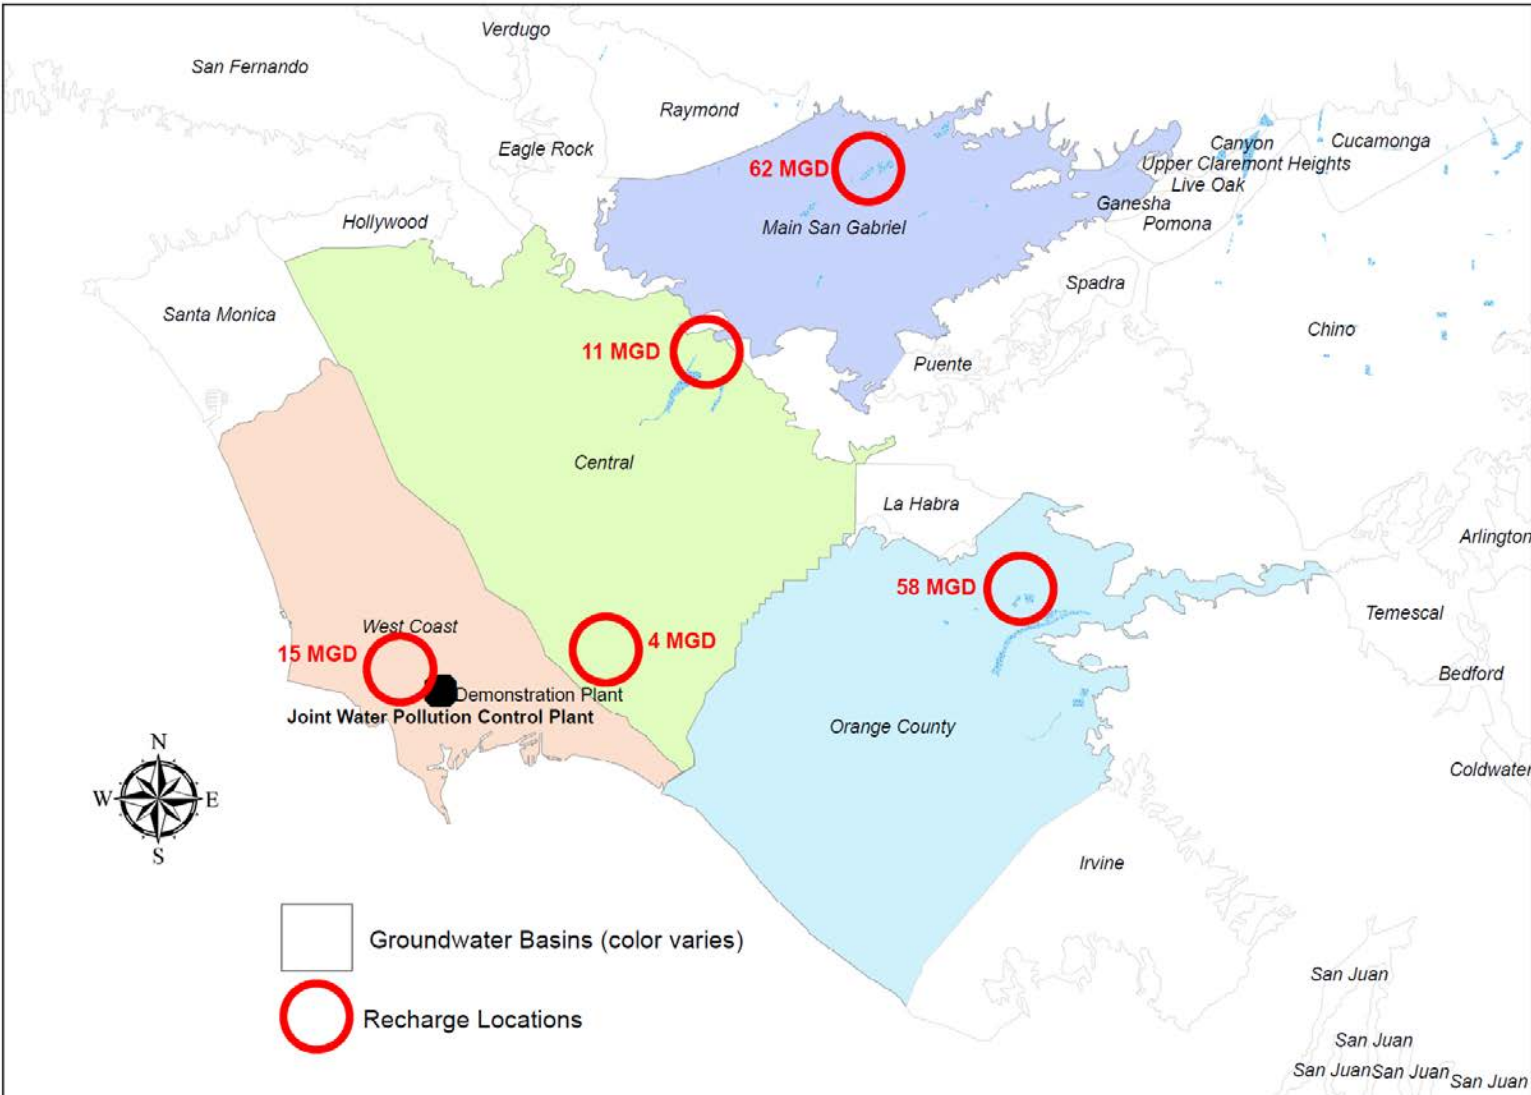 Verdugo
San Fernando
Raymond
Eagle Rock
Canyon
Cucamonga
Upper Claremont Heights
Live Oak
62 MGD
Ganesha
Pomona
Hollywood
Main San Gabriel
Spadra
Santa Monica
Chino
11 MGD
Puente
Central
La Habra
Arlington
58 MGD
Temescal
West Coast
4 MGD
15 MGD
Bedford
Demonstration Plant
Joint Water Pollution Control Plant
Orange County
Coldwater
N
W
E
S
Irvine
Groundwater Basins (color varies)
Recharge Locations
San Juan
San Juan
San Juan
San Juan
San Juan